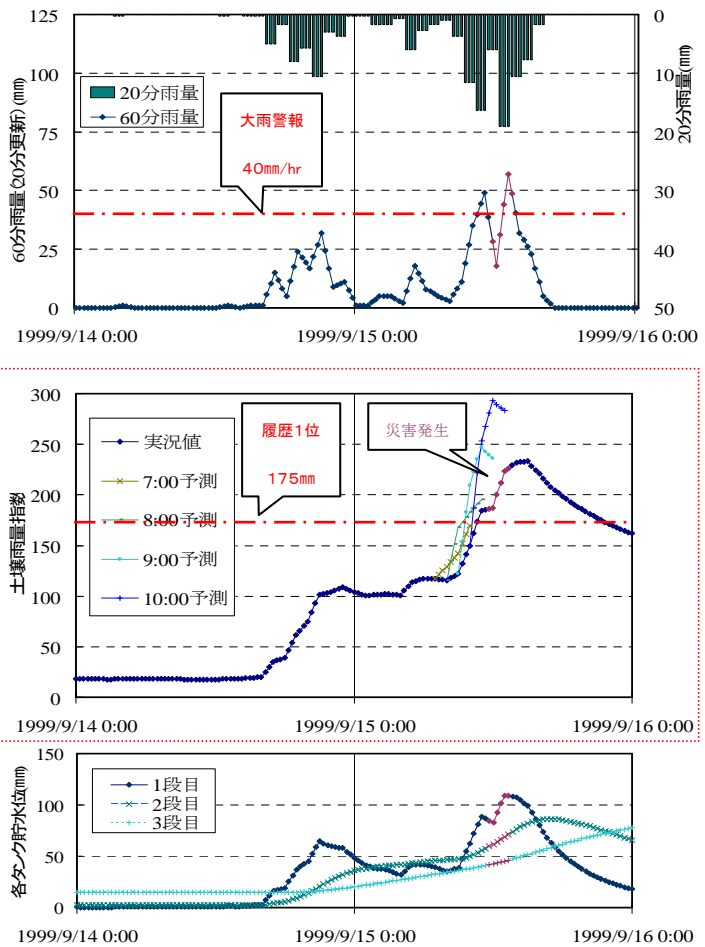 125
100
75
50
25
0
60分雨量(20分更新)(mm)
20分雨量
60分雨量
大雨警報
40mm/hr
0
10
20
30
40
50
20分雨量(mm)
1999/9/14 0:00
1999/9/15 0:00
1999/9/16 0:00
300
250
200
150
100
50
0
土壌雨量指数
実況値
7:00予測
8:00予測
9:00予測
10:00予測
履歴1位
175mm
災害発生
1999/9/14 0:00
1999/9/15 0:00
1999/9/16 0:00
150
100
50
0
各タンク貯水位(mm)
1段目
2段目
3段目
1999/9/14 0:00
1999/9/15 0:00
1999/9/16 0:00